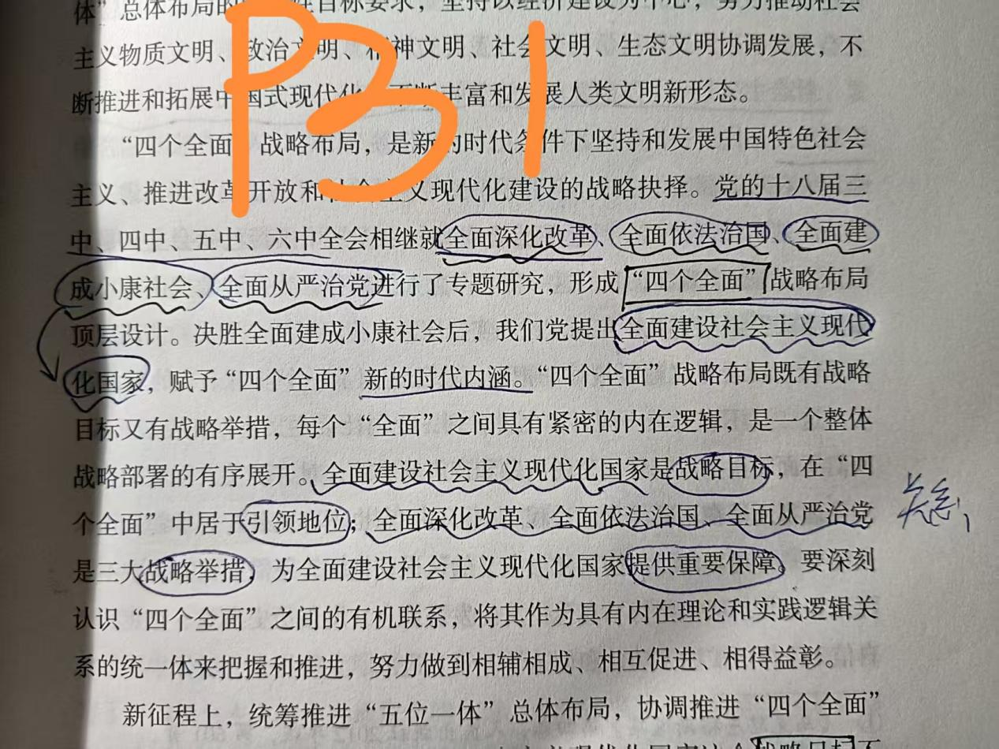 体”总体布局的 性目标要求，坚持以经济建设为中心，努力推动社会
主义物质文明、政治文明、精神文明、社会文明、生态文明协调发展，不
断推进和拓展中国式现代化 不断丰富和发展人类文明新形态。
P31
“四个全面”战略布局，是新的时代条件下坚持和发展中国特色社会
主义、推进改革开放和社会主义现代化建设的战略抉择。党的十八届三
中、四中、五中、六中全会相继就全面深化改革、全面依法治国、全面建
成小康社会、全面从严治党进行了专题研究，形成“四个全面”战略布局
顶层设计。决胜全面建成小康社会后，我们党提出全面建设社会主义现代
化国家，赋予“四个全面”新的时代内涵。“四个全面”战略布局既有战略
目标又有战略举措，每个“全面”之间具有紧密的内在逻辑，是一个整体
战略部署的有序展开。全面建设社会主义现代化国家是战略目标，在“四
个全面”中居于引领地位；全面深化改革、全面依法治国、全面从严治党
关系
是三大战略举措，为全面建设社会主义现代化国家提供重要保障。要深刻
认识“四个全面”之间的有机联系，将其作为具有内在理论和实践逻辑关
系的统一体来把握和推进，努力做到相辅相成、相互促进、相得益彰。
新征程上，统筹推进“五位一体”总体布局，协调推进“四个全面”